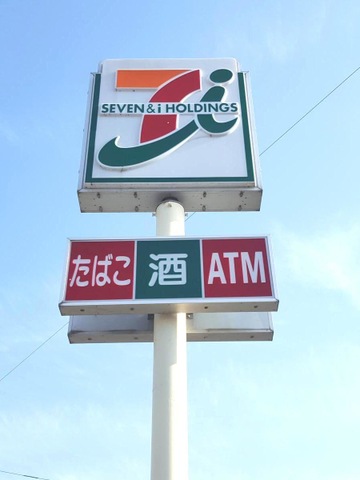 SEVEN & i HOLDINGS
たばこ 酒 ATM